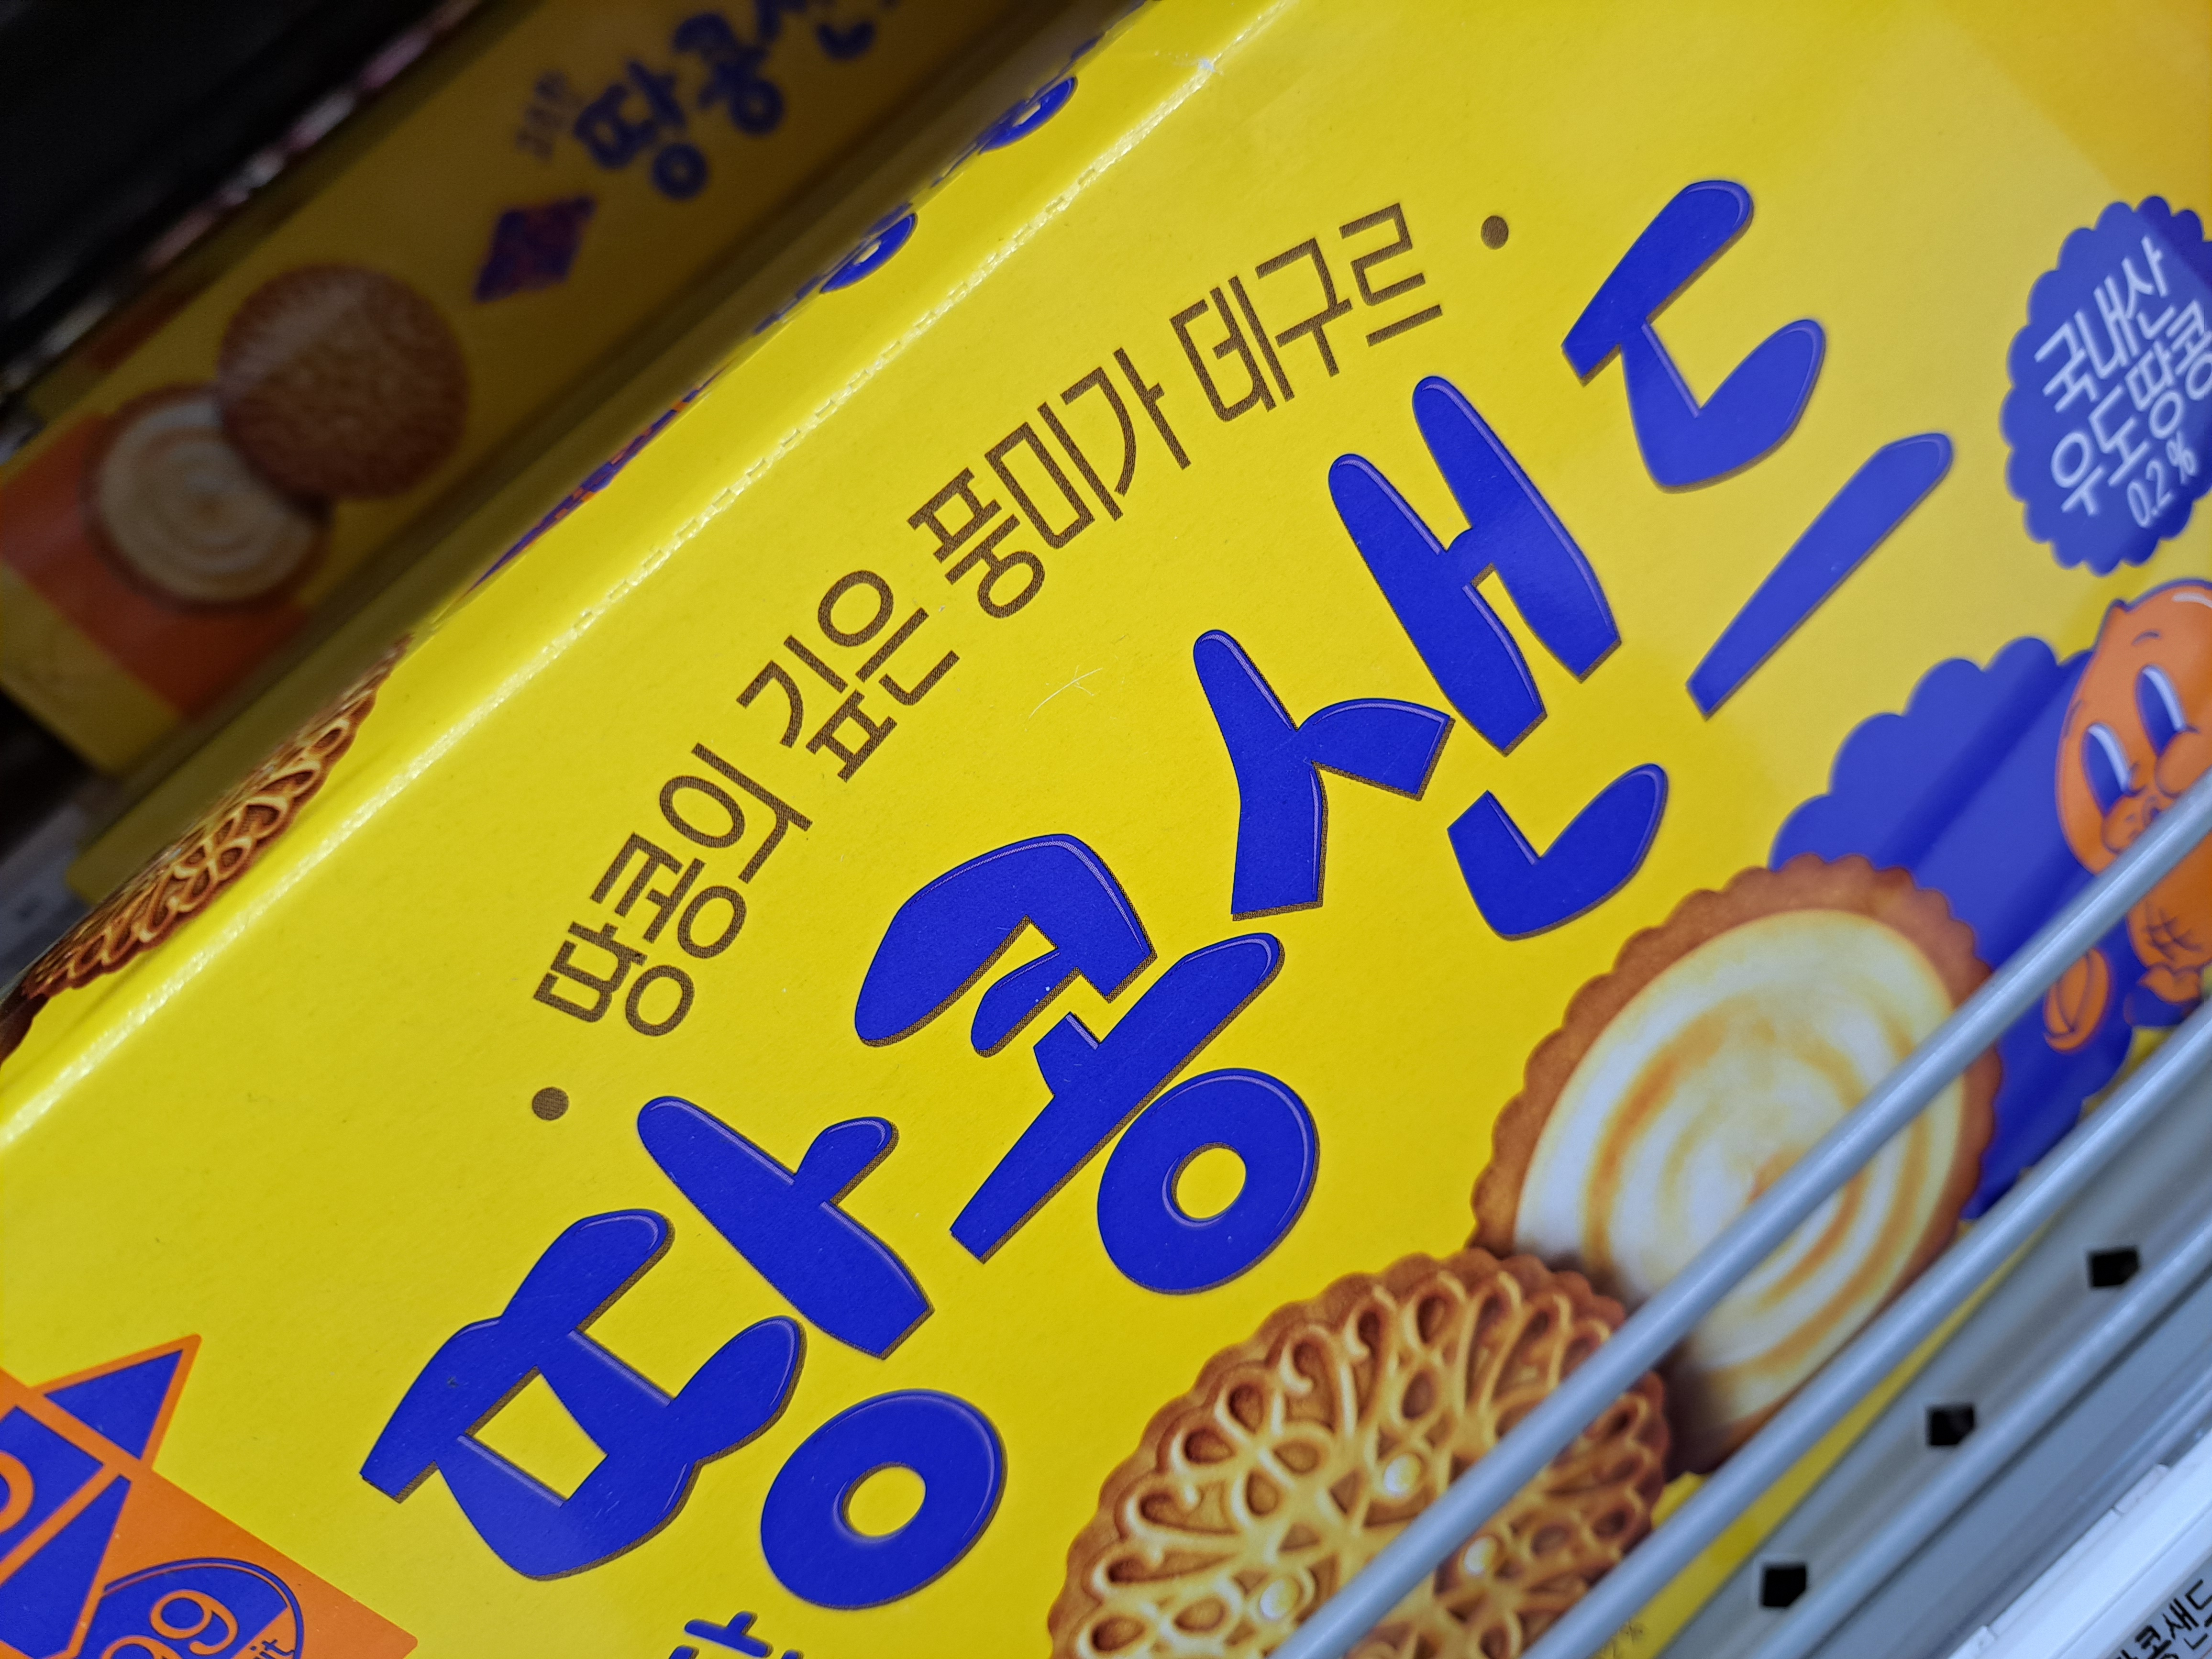 땅콩
땅콩의 깊은 풍미가 데구르
땅콩샌드
국내산
우도땅콩
0.2%